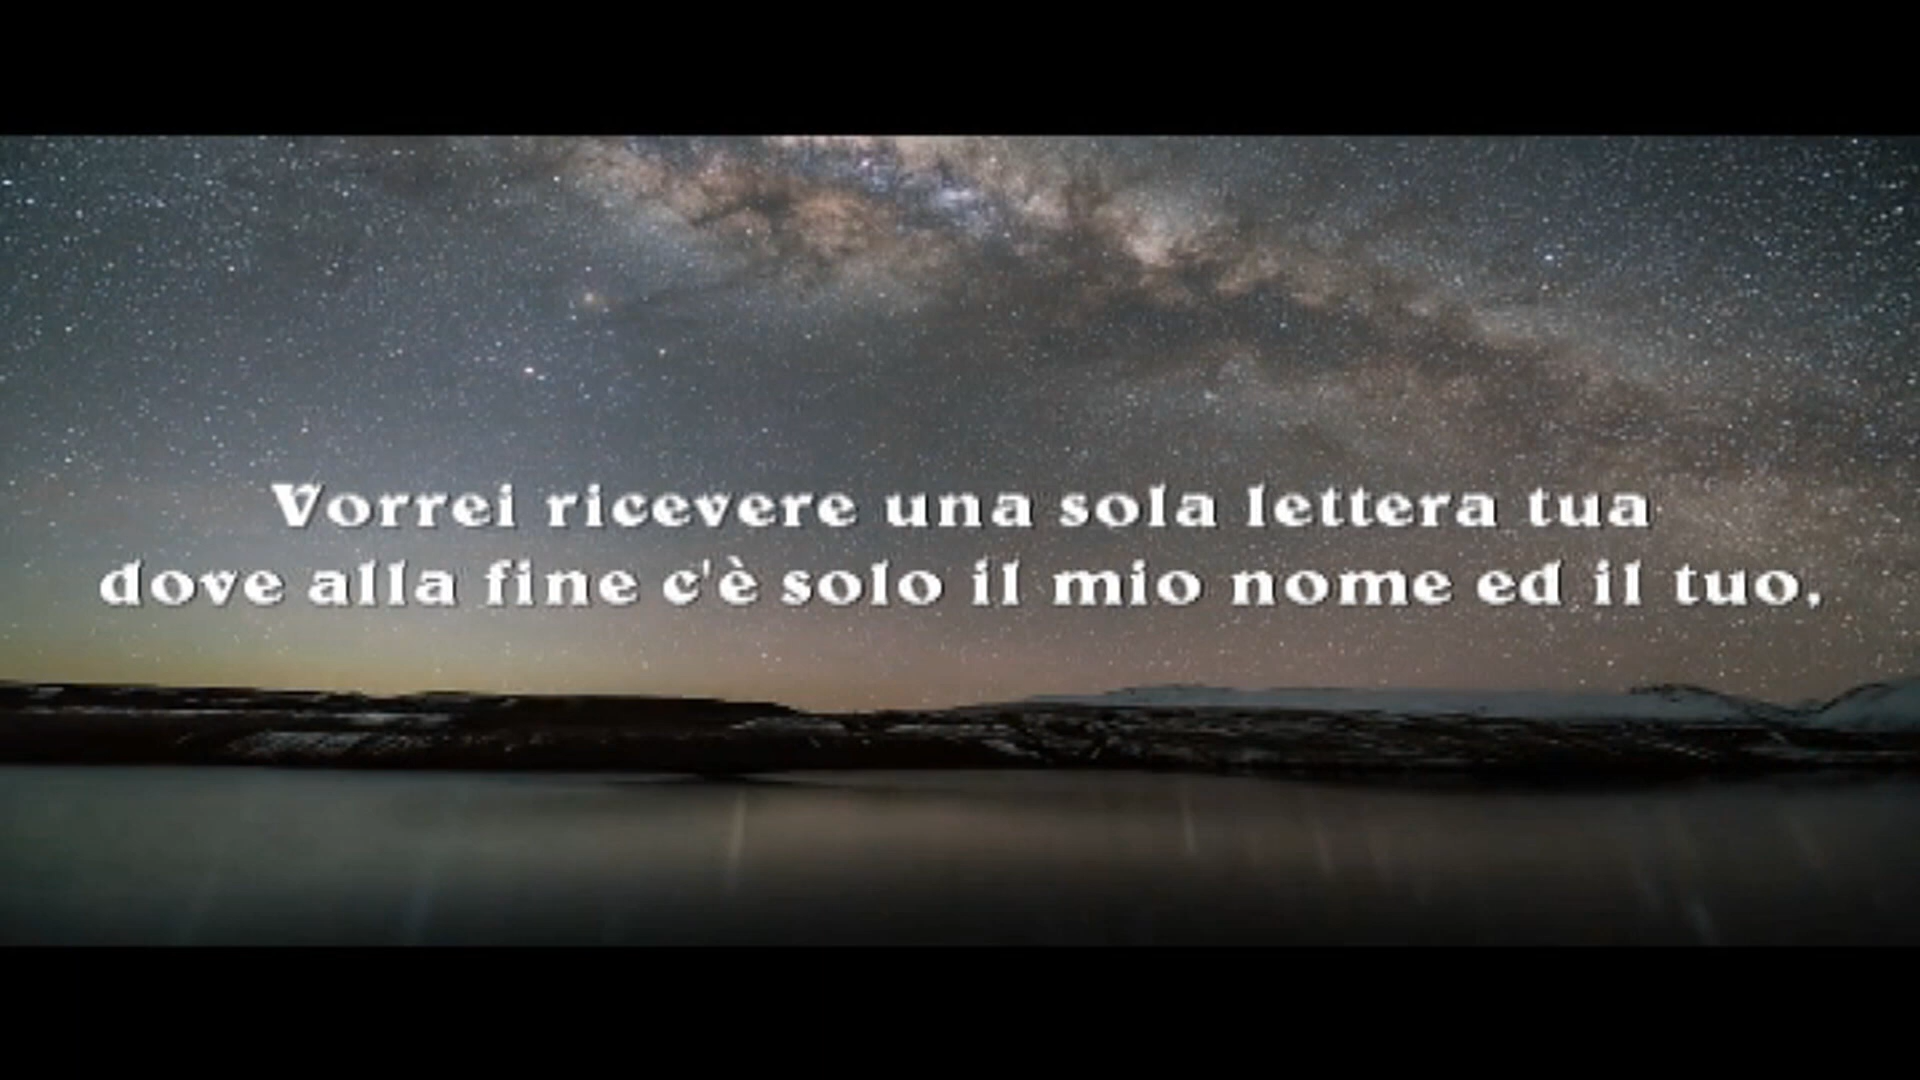 Vorrei ricevere una sola lettera tua
dove alla fine c'è solo il mio nome ed il tuo,